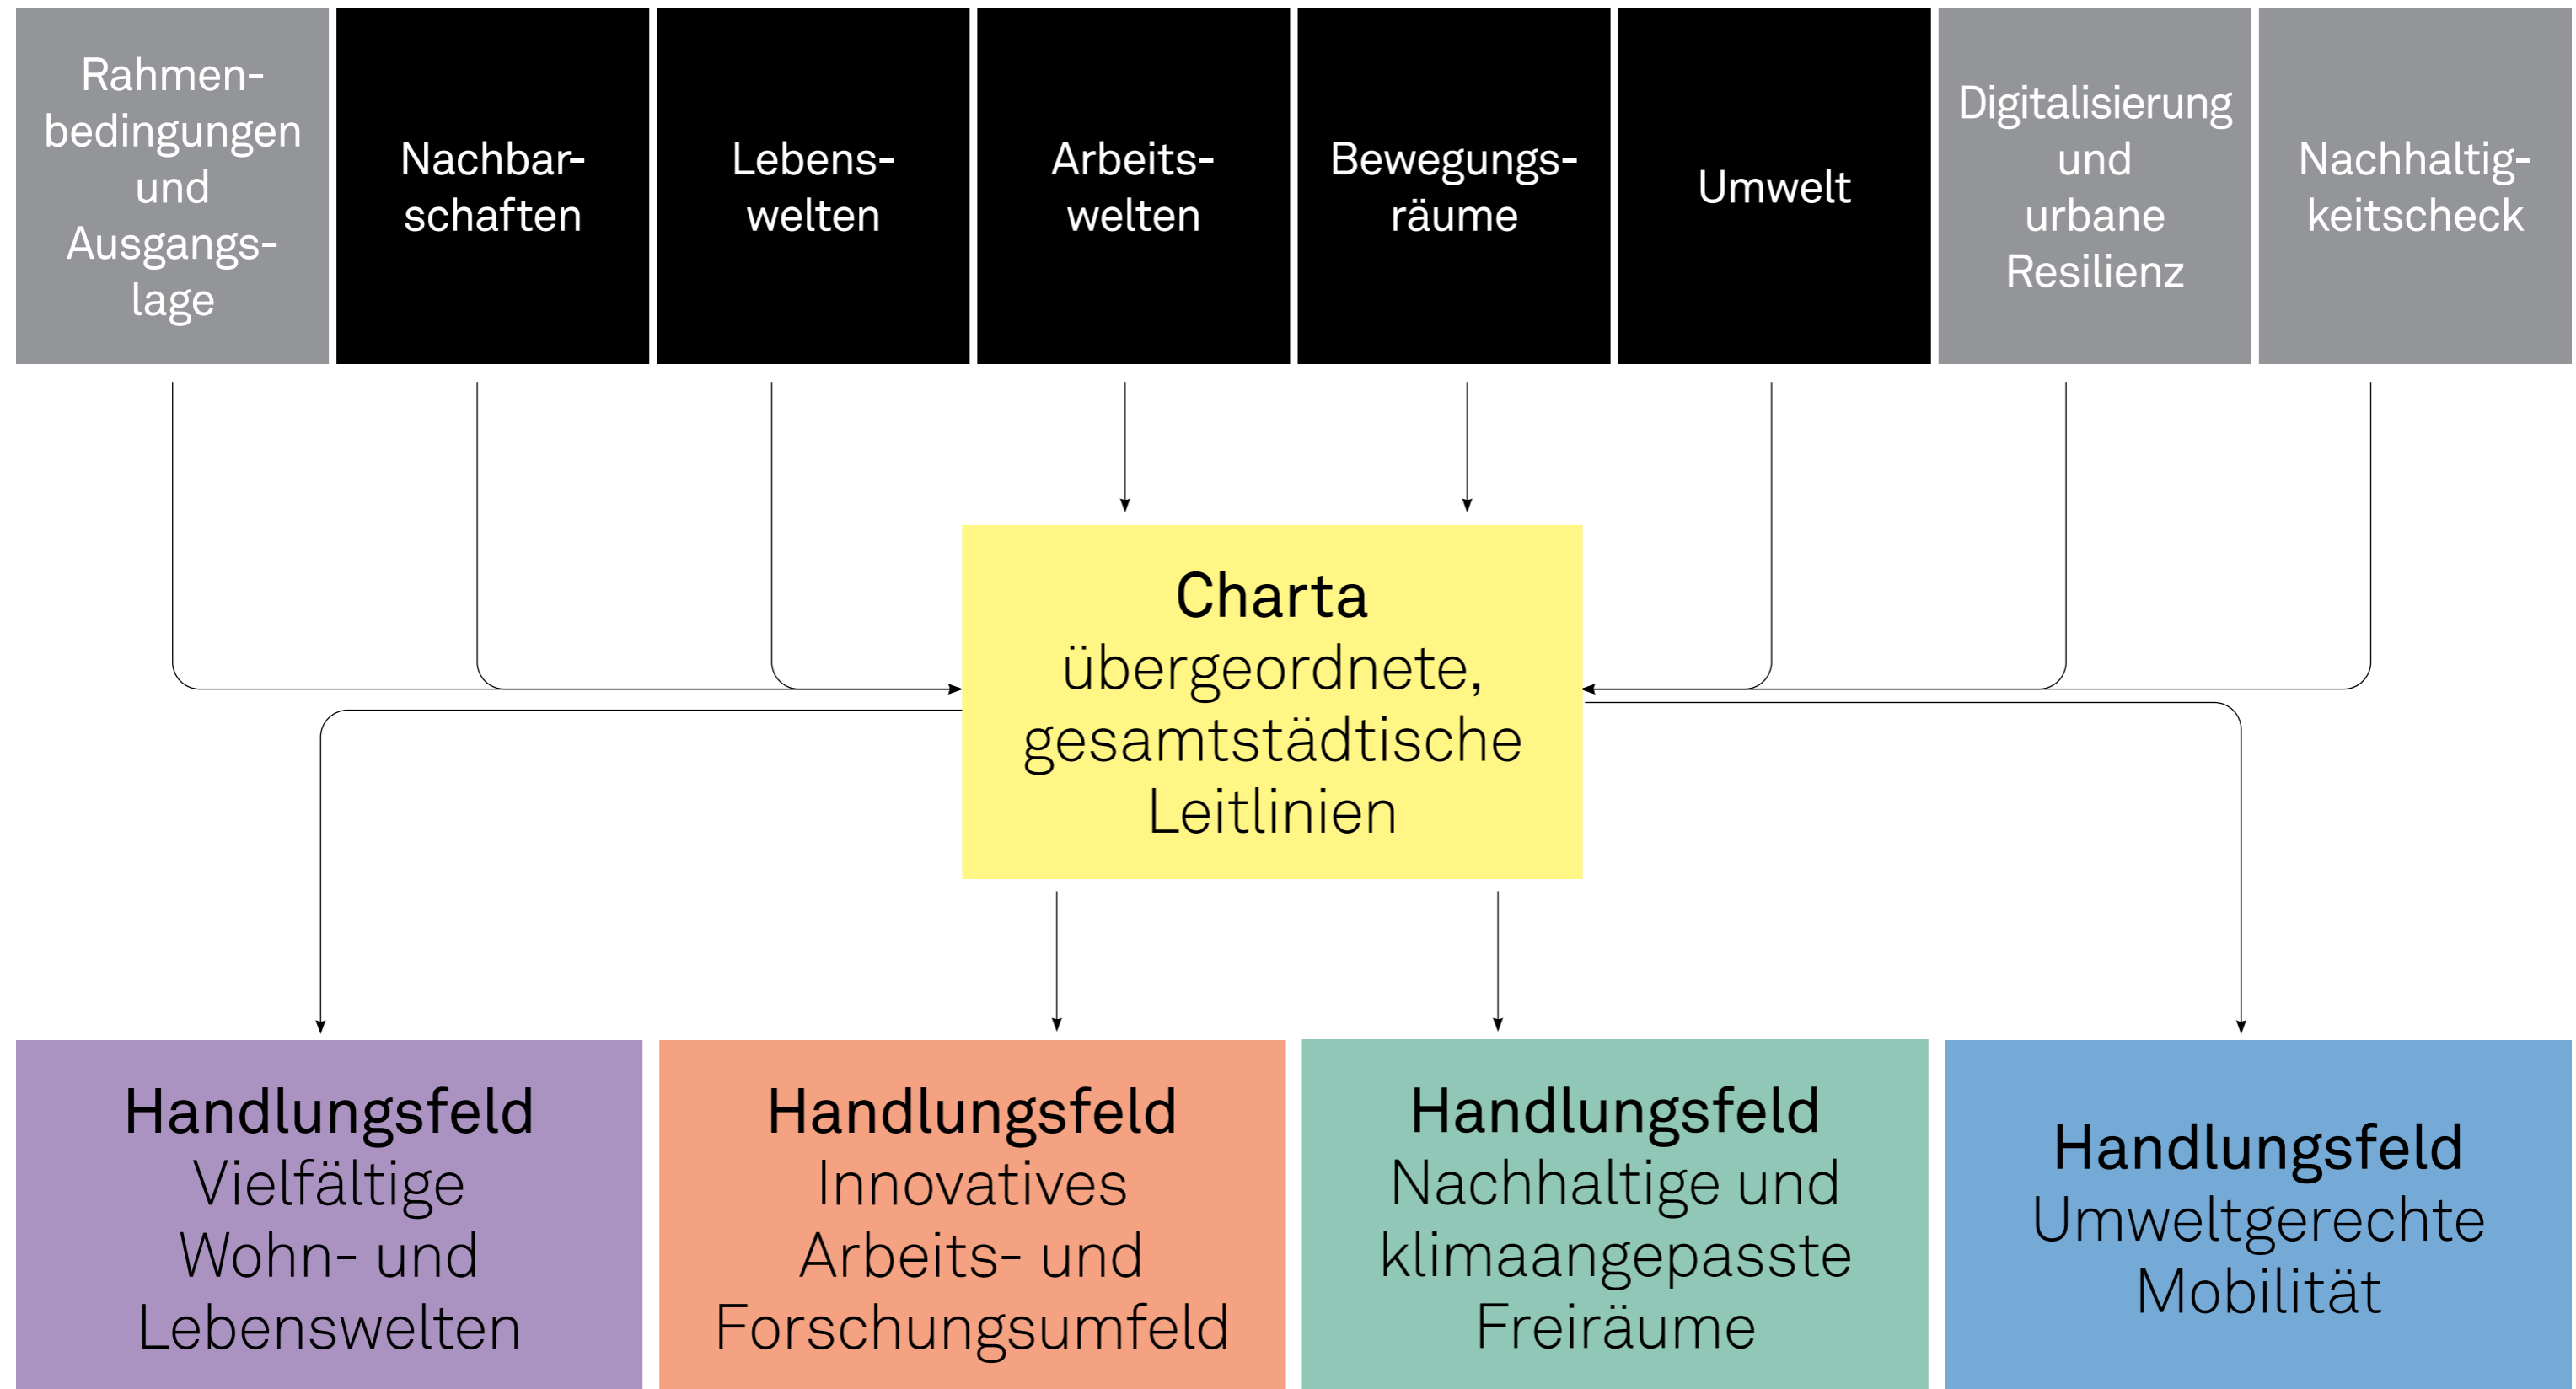 Rahmen-
bedingungen
und
Ausgangs-
lage
Nachbar-
schaften
Lebens-
welten
Arbeits-
welten
Bewegungs-
räume
Umwelt
Digitalisierung
und
urbane
Resilienz
Nachhaltig-
keitscheck
Charta
übergeordnete,
gesamtstädtische
Leitlinien
Handlungsfeld
Vielfältige
Wohn- und
Lebenswelten
Handlungsfeld
Innovatives
Arbeits- und
Forschungsumfeld
Handlungsfeld
Nachhaltige und
klimaangepasste
Freiräume
Handlungsfeld
Umweltgerechte
Mobilität